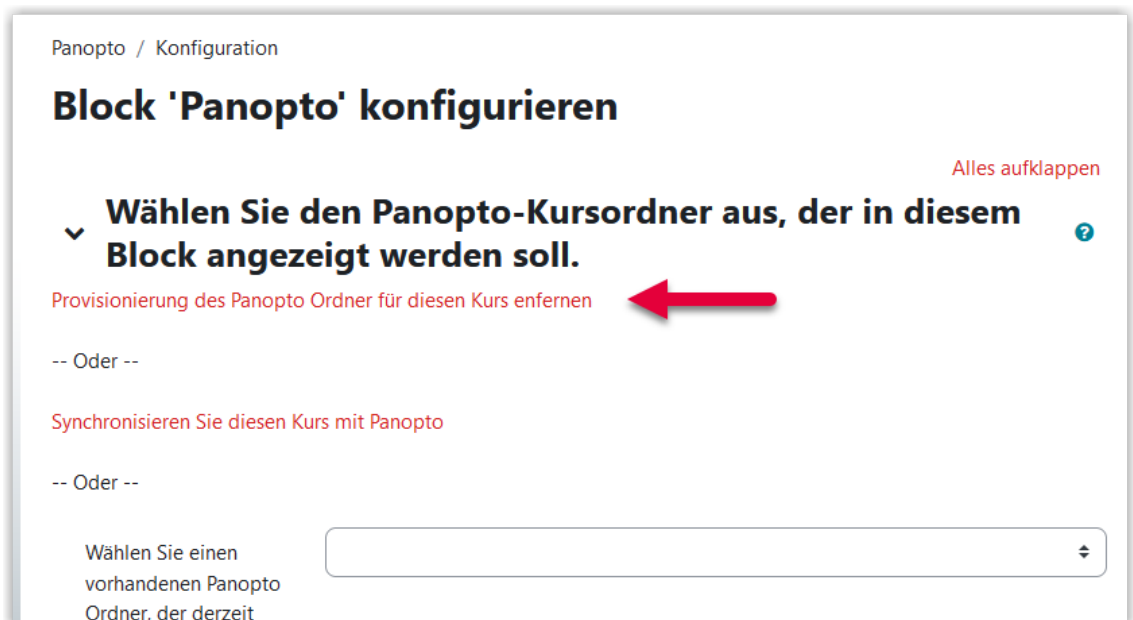 Panopto / Konfiguration
Block 'Panopto' konfigurieren
Alles aufklappen
Wählen Sie den Panopto-Kursordner aus, der in diesem
Block angezeigt werden soll.
Provisionierung des Panopto Ordner für diesen Kurs enfernen
-- Oder --
Synchronisieren Sie diesen Kurs mit Panopto
-- Oder --
Wählen Sie einen
vorhandenen Panopto
Ordner, der derzeit